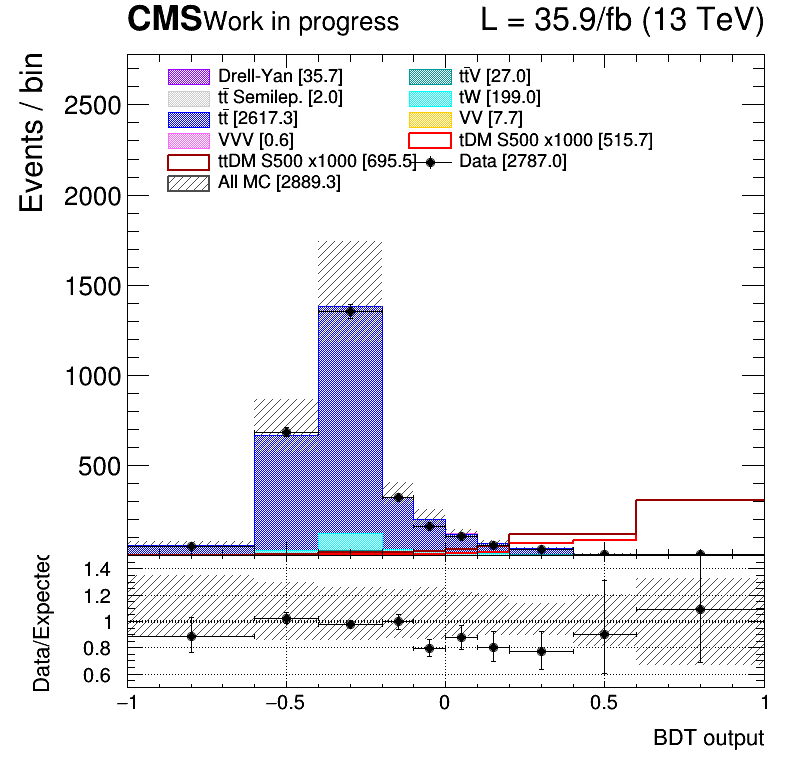 CMS Work in progress L = 35.9/fb (13 TeV)
Events / bin
Drell-Yan [35.7] tt̄V [27.0]
tt̄ Semilep. [2.0] tW [199.0]
tt̄ [2617.3] VV [7.7]
VVV [0.6] tDM S500 x1000 [515.7]
ttDM S500 x1000 [695.5] Data [2787.0]
All MC [2889.3]
2500
2000
1500
1000
500
Data/Expected
1.4
1.2
1
0.8
0.6
−1 −0.5 0 0.5 1
BDT output